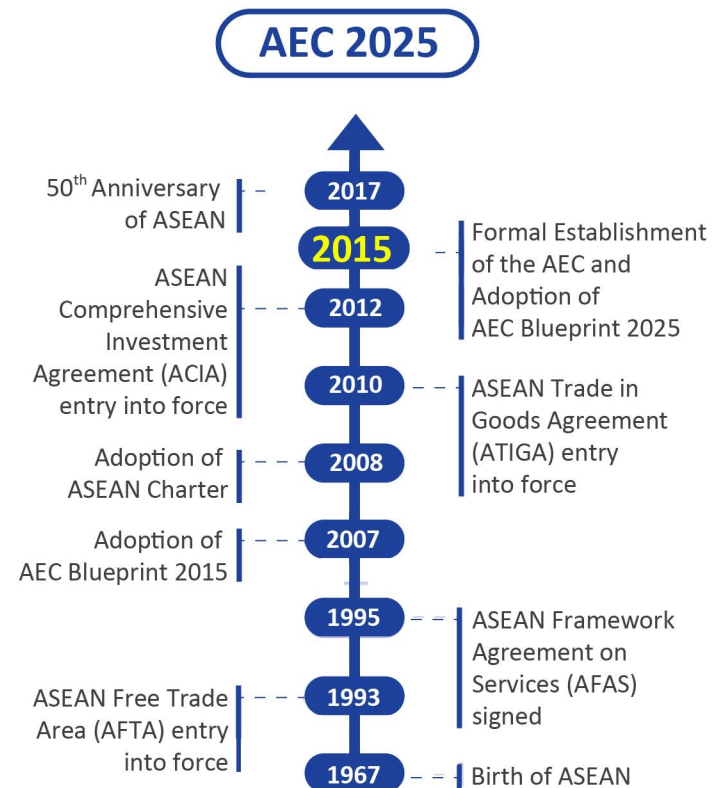 AEC 2025
50th Anniversary
of ASEAN
2017
2015
Formal Establishment
of the AEC and
Adoption of
AEC Blueprint 2025
ASEAN
Comprehensive
Investment
Agreement (ACIA)
entry into force
2012
2010
ASEAN Trade in
Goods Agreement
(ATIGA) entry
into force
Adoption of
ASEAN Charter
2008
Adoption of
AEC Blueprint 2015
2007
1995
ASEAN Framework
Agreement on
Services (AFAS)
signed
ASEAN Free Trade
Area (AFTA) entry
into force
1993
1967
Birth of ASEAN